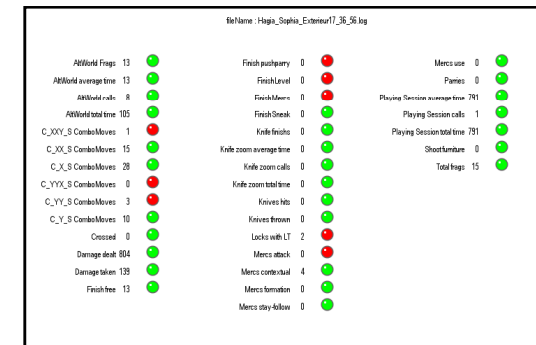 fileName : Hagia_Sophia_Exterieur17_36_56.log
AltWorld Frags 13
AltWorld average time 13
AltWorld calls 8
AltWorld total time 105
C_XXY_S ComboMoves 1
C_XX_S ComboMoves 15
C_X_S ComboMoves 28
C_YYX_S ComboMoves 0
C_YY_S ComboMoves 3
C_Y_S ComboMoves 10
Crossed 0
Damage dealt 804
Damage taken 139
Finish free 13
Finish pushparry 0
FinishLevel 0
FinishMercs 0
FinishSneak 0
Knife finishs 0
Knife zoom average time 0
Knife zoom calls 0
Knife zoom total time 0
Knives hits 0
Knives thrown 0
Locks with LT 2
Mercs attack 0
Mercs contextual 4
Mercs formation 0
Mercs stay-follow 0
Mercs use 0
Parries 0
Playing Session average time 791
Playing Session calls 1
Playing Session total time 791
Shoot furniture 0
Total frags 15